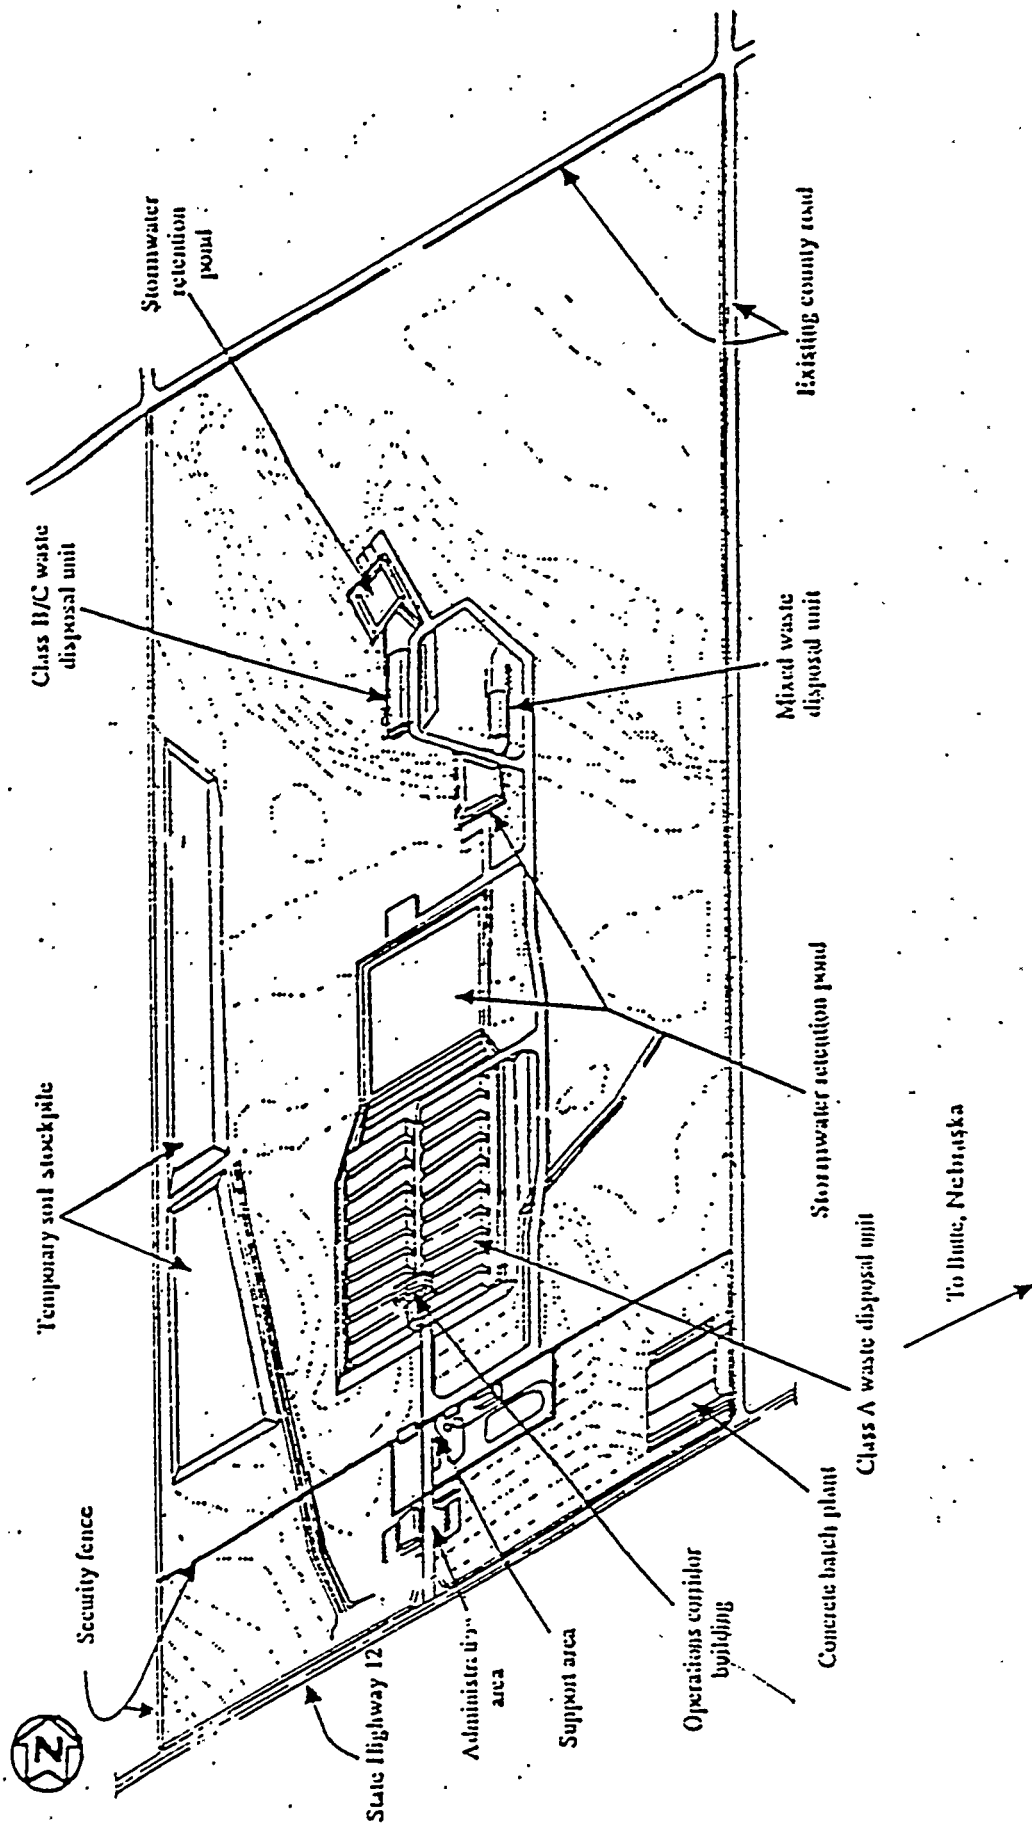 Security fence
Temporary soil stockpile
Class B/C waste
disposal unit
Stormwater
retention
pond
N
State Highway 12
Administrative
area
Support area
Operations corridor
building
Concrete batch plant
Class A waste disposal unit
Stormwater retention pond
Mixed waste
disposal unit
Existing county road
To Butte, Nebraska